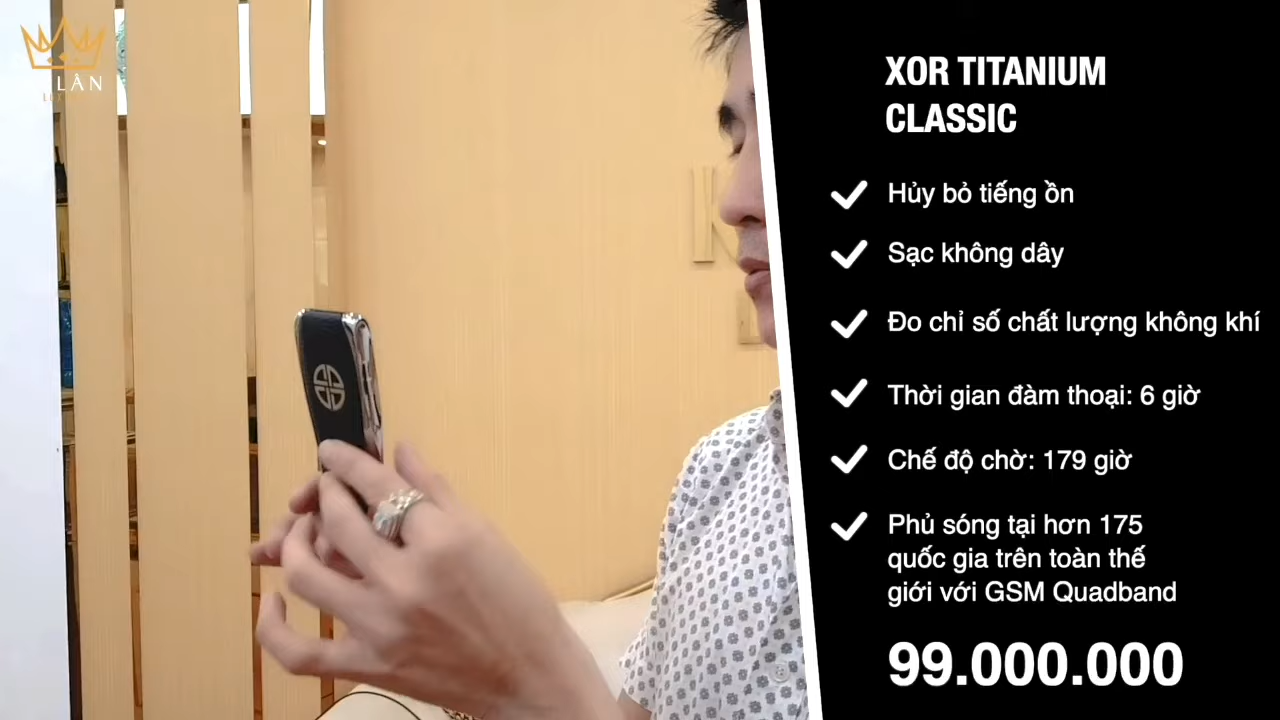 LÂN
XOR TITANIUM
CLASSIC
Hủy bỏ tiếng ồn
Sạc không dây
Đo chỉ số chất lượng không khí
Thời gian đàm thoại: 6 giờ
Chế độ chờ: 179 giờ
Phủ sóng tại hơn 175
quốc gia trên toàn thế
giới với GSM Quadband
99.000.000